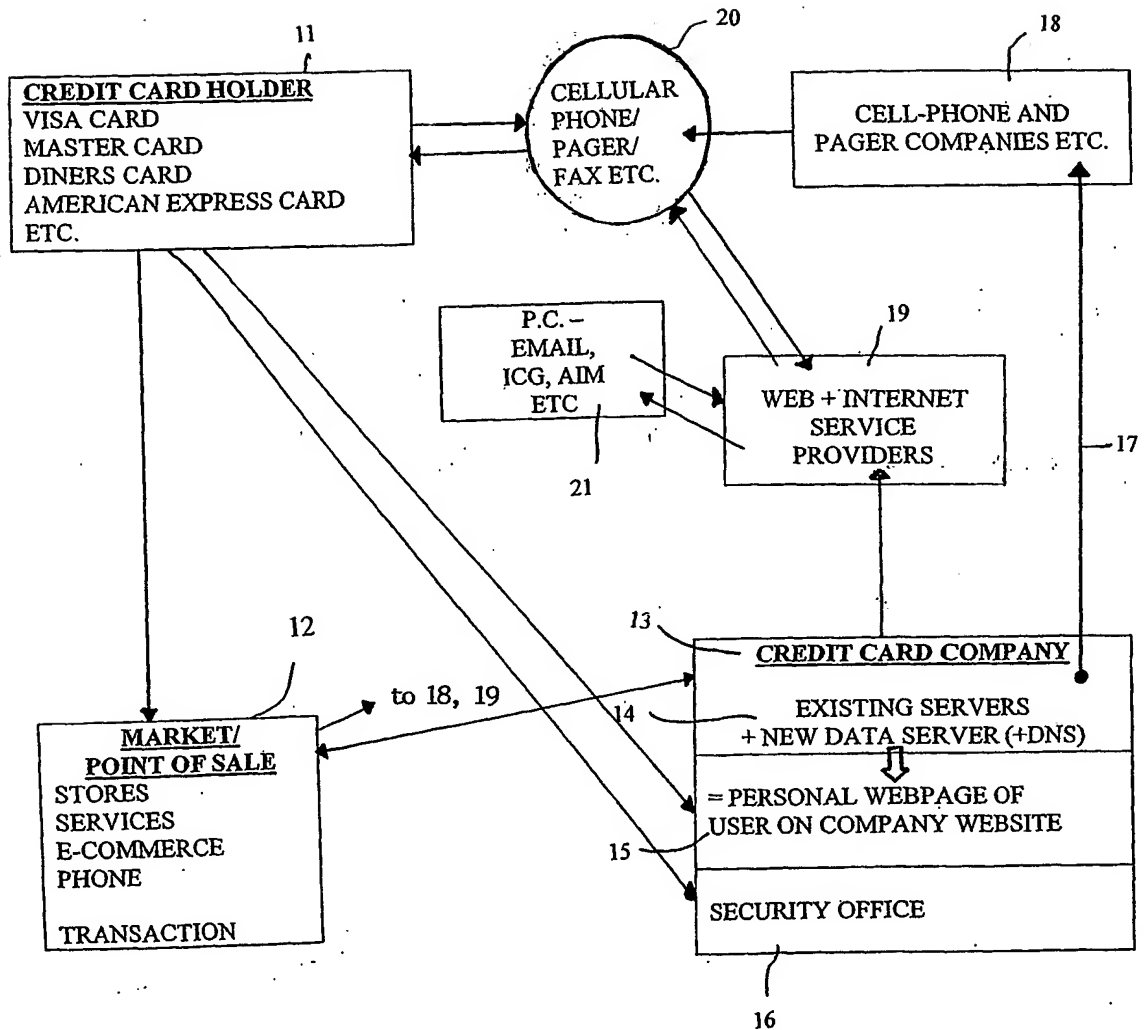 11
CREDIT CARD HOLDER
VISA CARD
MASTER CARD
DINERS CARD
AMERICAN EXPRESS CARD
ETC.
20
CELLULAR
PHONE/
PAGER/
FAX ETC.
18
CELL-PHONE AND
PAGER COMPANIES ETC.
P.C. –
EMAIL,
ICG, AIM
ETC
21
19
WEB + INTERNET
SERVICE
PROVIDERS
17
12
to 18, 19
MARKET/
POINT OF SALE
STORES
SERVICES
E-COMMERCE
PHONE
TRANSACTION
13
CREDIT CARD COMPANY
14
EXISTING SERVERS
+ NEW DATA SERVER (+DNS)
= PERSONAL WEBPAGE OF
USER ON COMPANY WEBSITE
15
SECURITY OFFICE
16